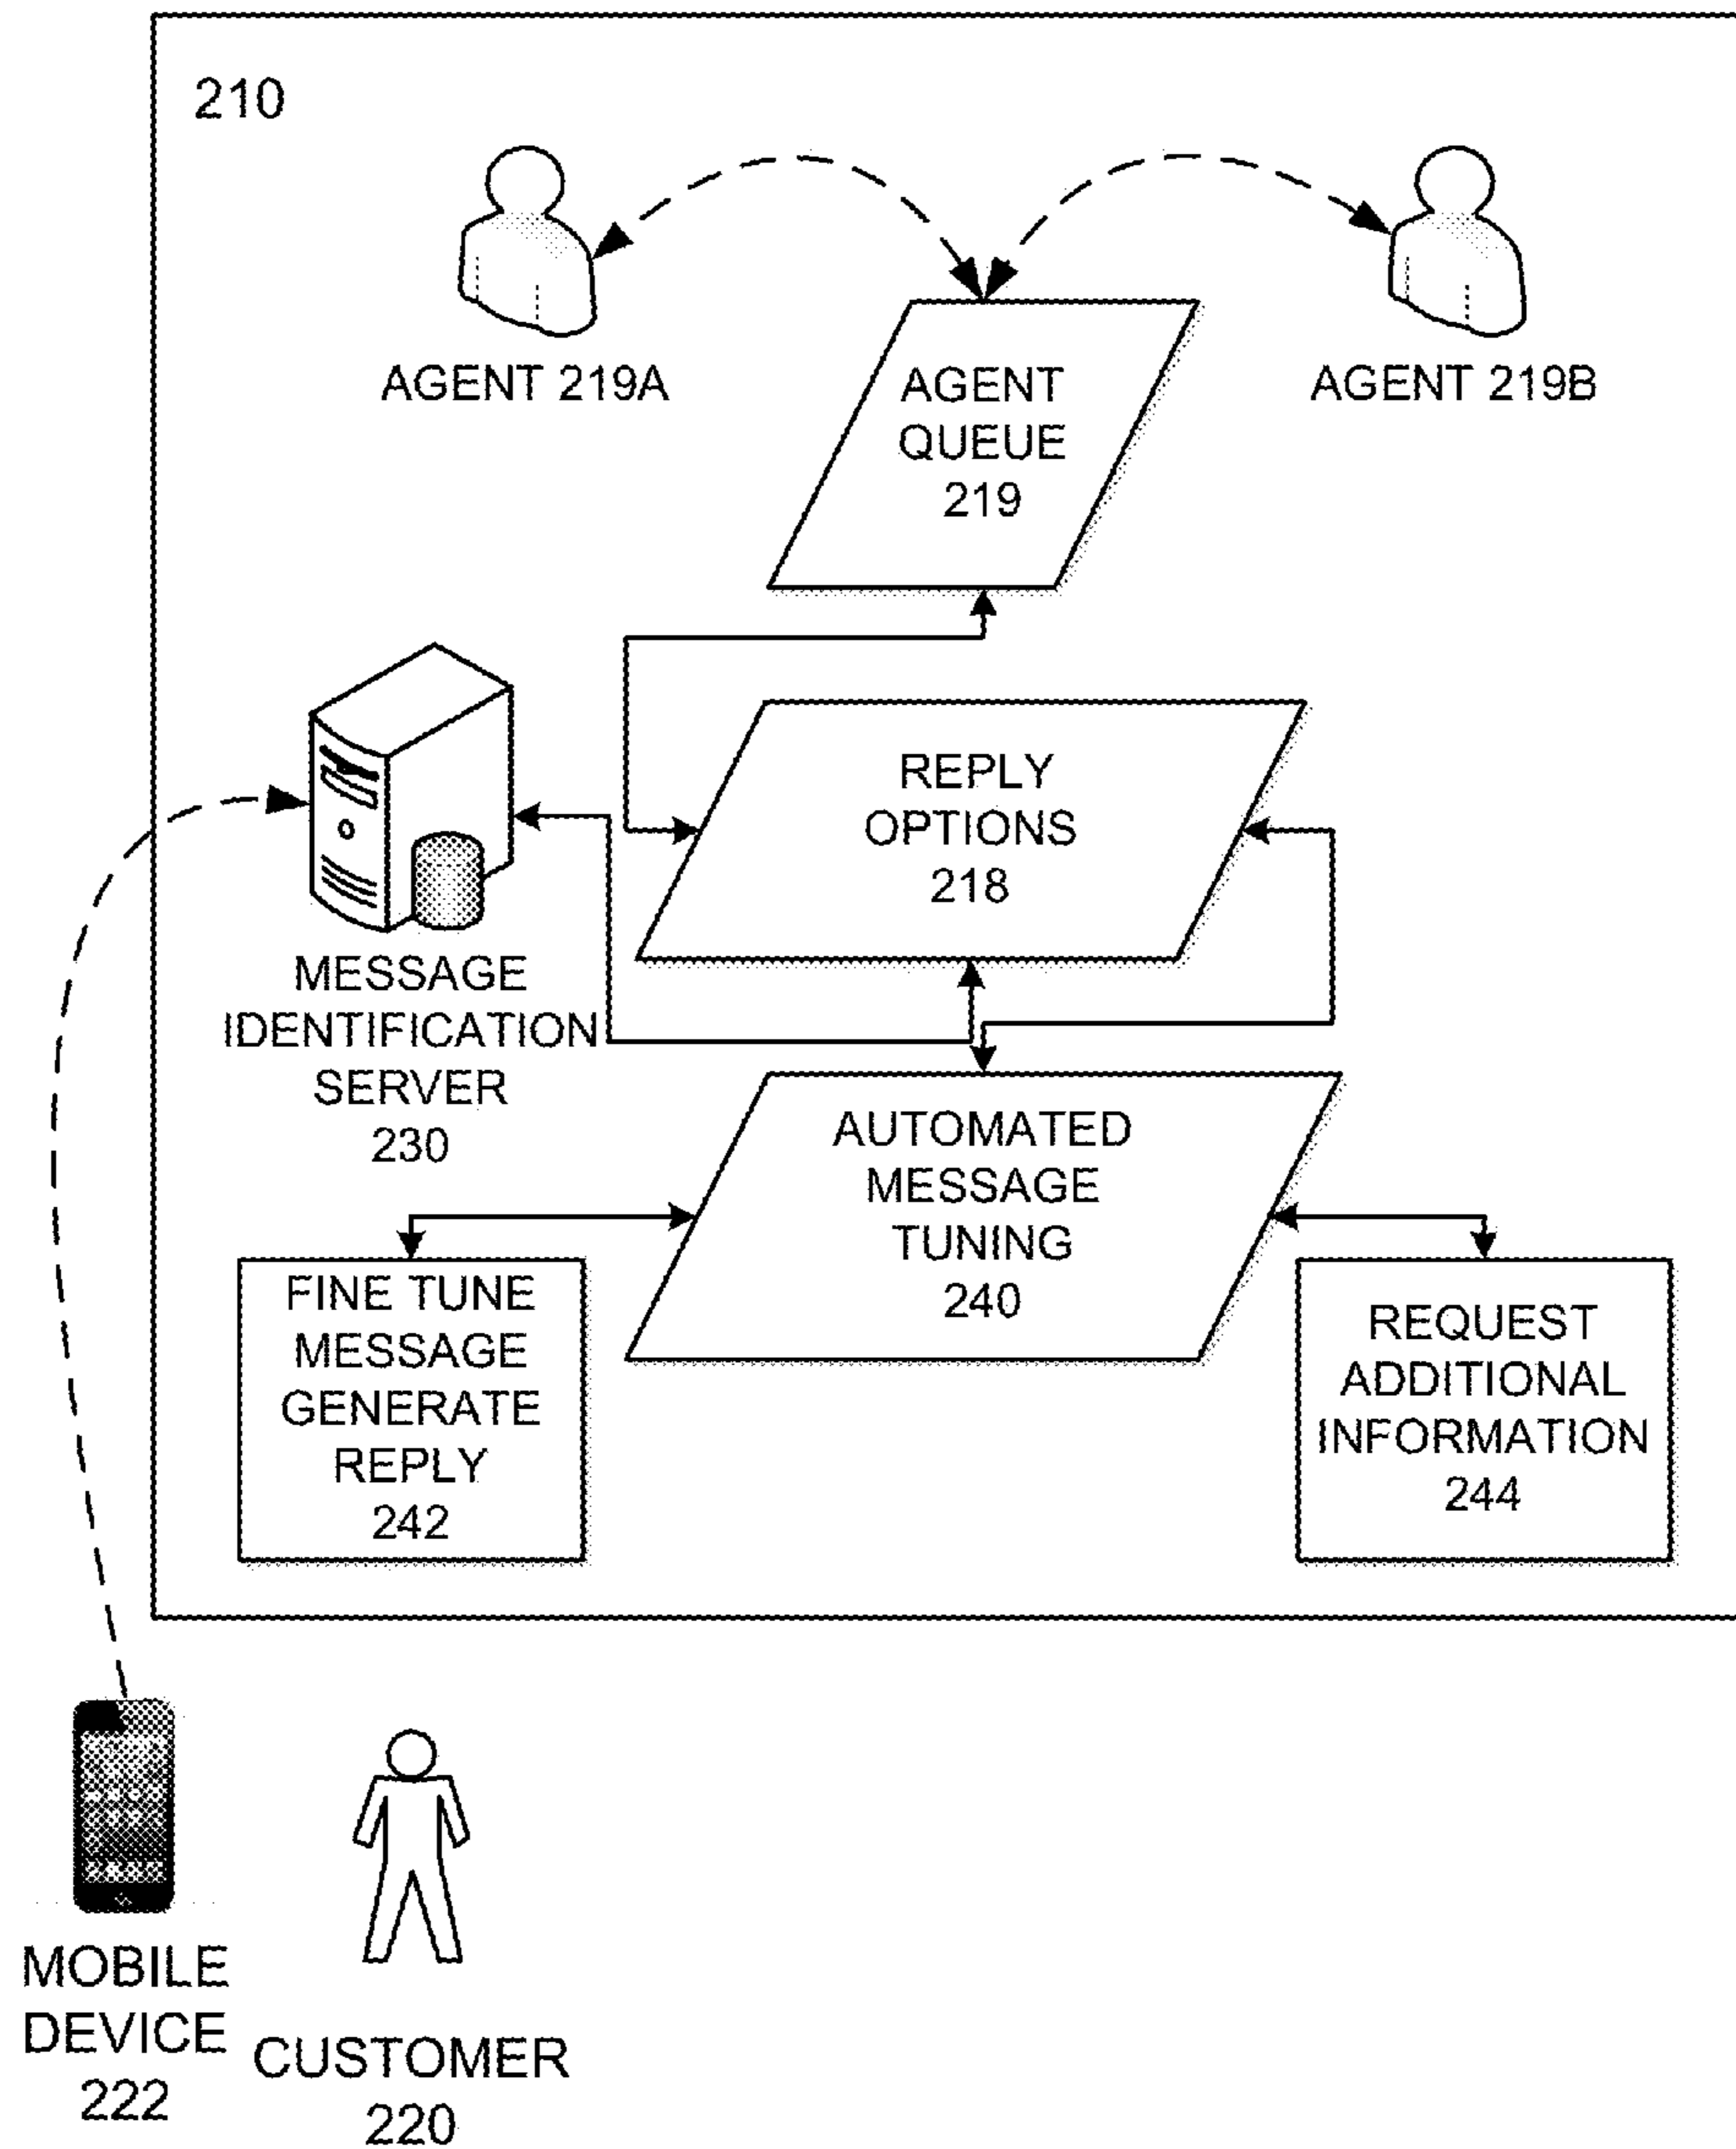 210
AGENT 219A
AGENT 219B
AGENT
QUEUE
219
REPLY
OPTIONS
218
MESSAGE
IDENTIFICATION
SERVER
230
AUTOMATED
MESSAGE
TUNING
240
FINE TUNE
MESSAGE
GENERATE
REPLY
242
REQUEST
ADDITIONAL
INFORMATION
244
MOBILE
DEVICE
222
CUSTOMER
220